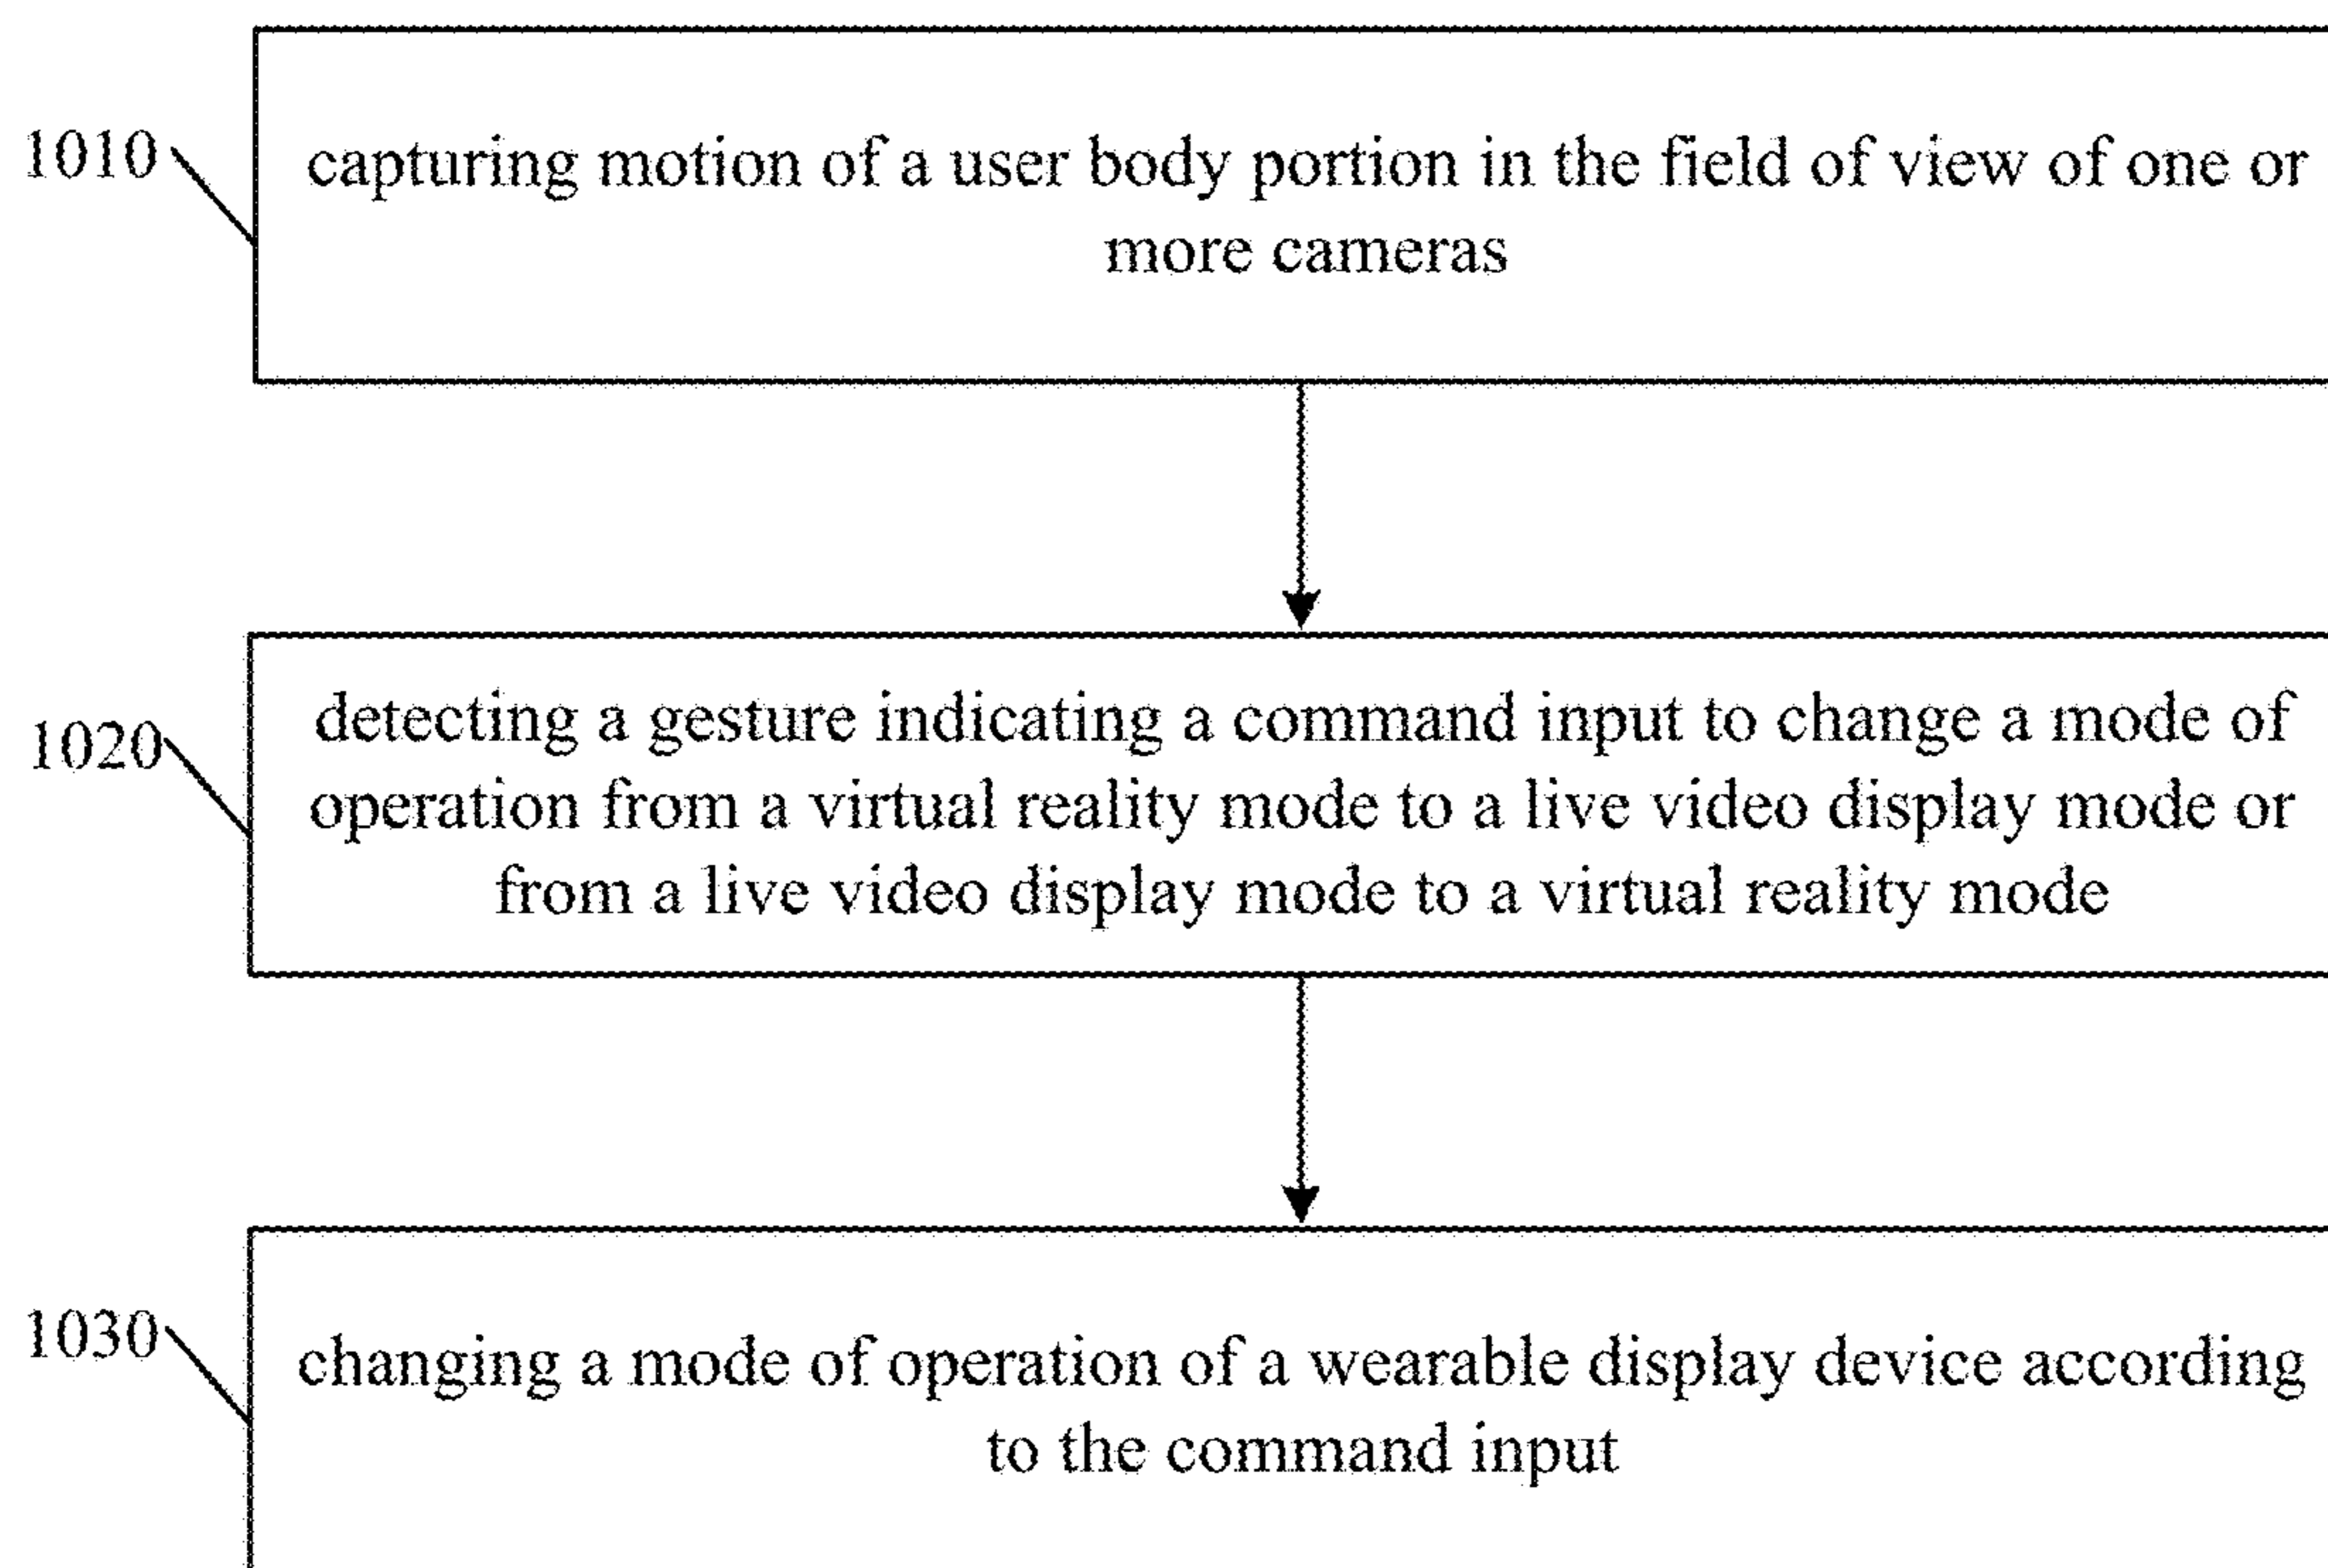 1010
capturing motion of a user body portion in the field of view of one or
more cameras
1020
detecting a gesture indicating a command input to change a mode of
operation from a virtual reality mode to a live video display mode or
from a live video display mode to a virtual reality mode
1030
changing a mode of operation of a wearable display device according
to the command input